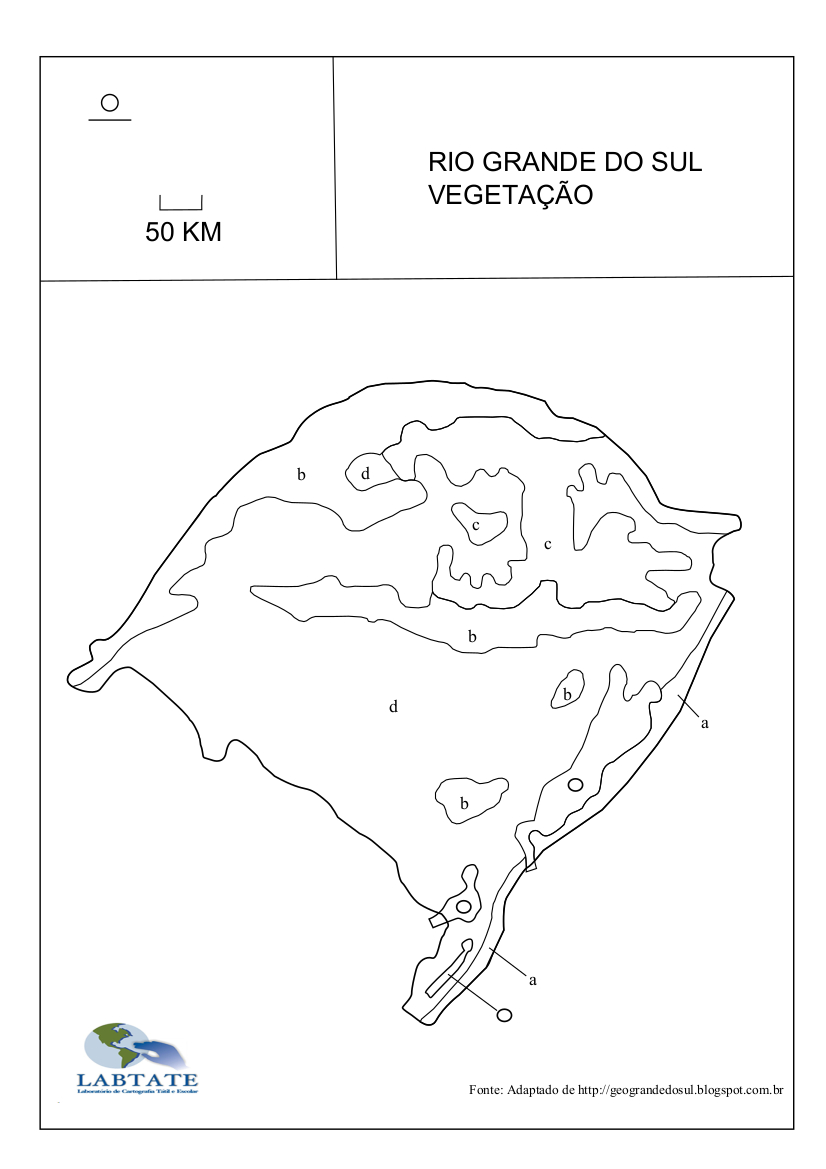 RIO GRANDE DO SUL
VEGETAÇÃO
50 KM
b
d
c
c
b
b
d
a
b
a
LABTATE
Laboratório de Cartografia Tátil e Escolar
Fonte: Adaptado de http://geograndedosul.blogspot.com.br